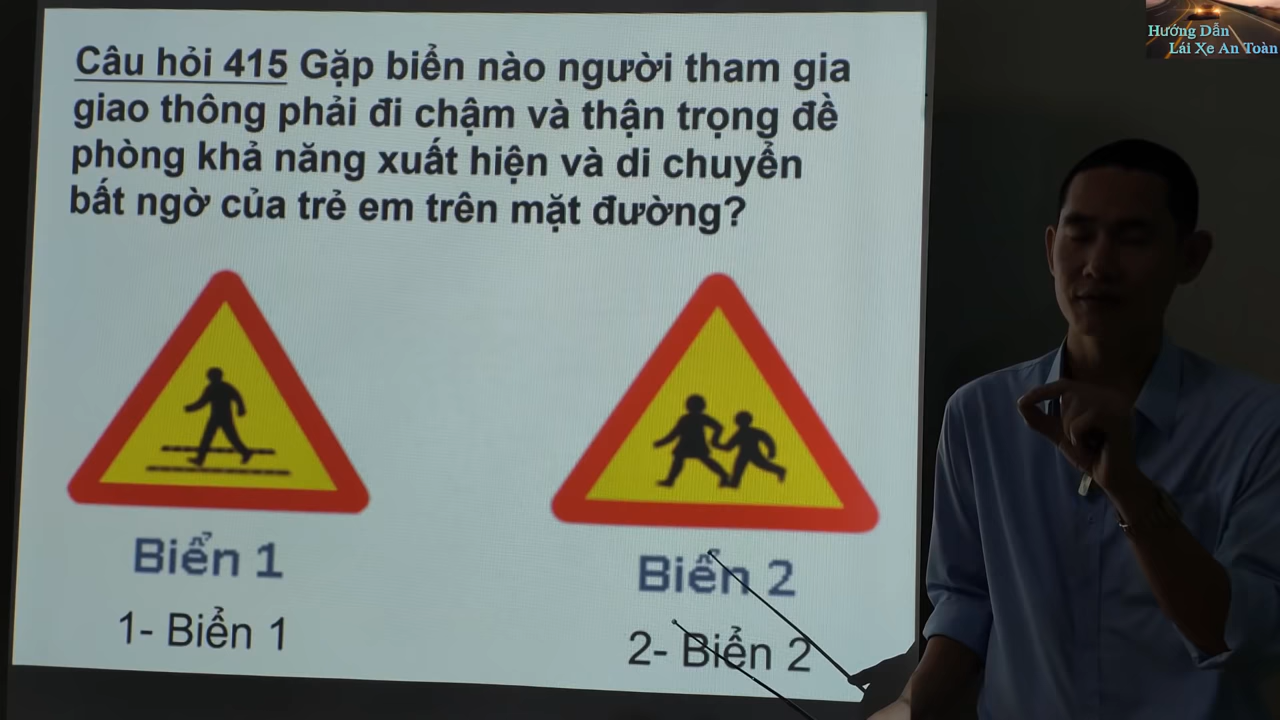 Hướng Dẫn
Lái Xe An Toàn
Câu hỏi 415 Gặp biển nào người tham gia
giao thông phải đi chậm và thận trọng đề
phòng khả năng xuất hiện và di chuyển
bất ngờ của trẻ em trên mặt đường?
Biển 1
Biển 2
1- Biển 1
2- Biển 2